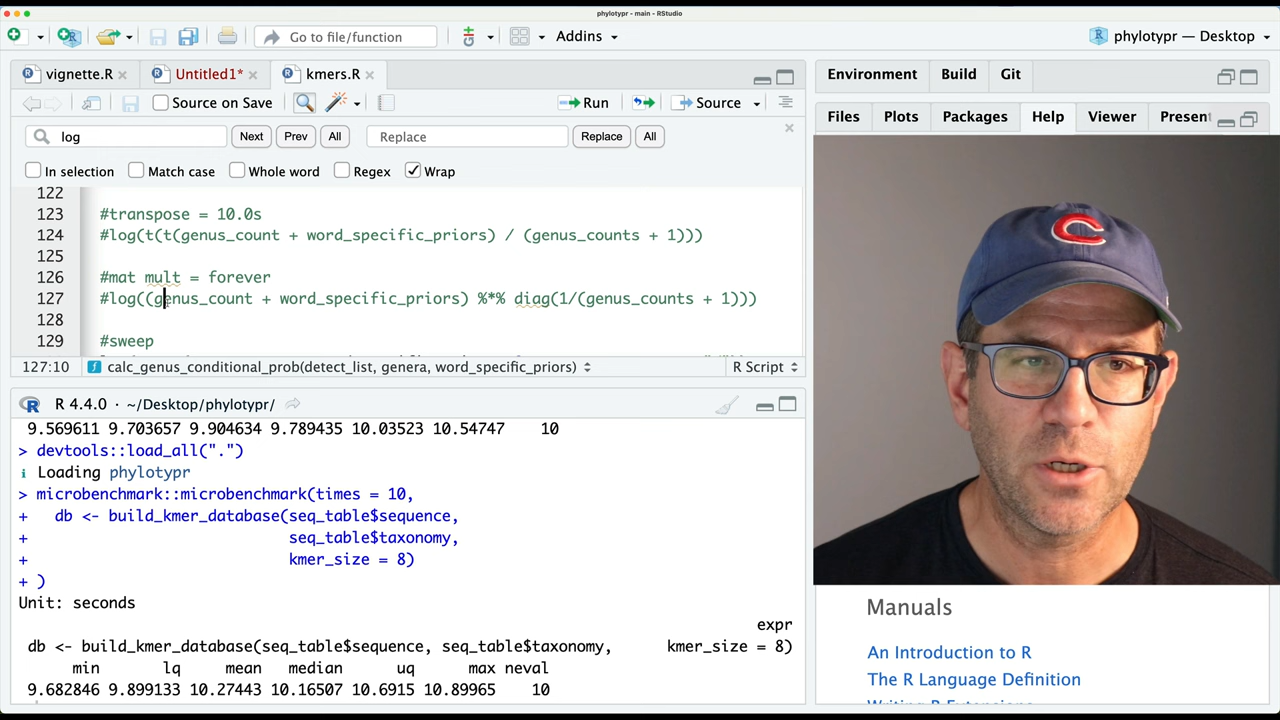 phylotypr - main - RStudio
Go to file/function
Addins
phylotypr — Desktop
vignette.R
Untitled1*
kmers.R
Source on Save
Run
Source
log
Next
Prev
All
Replace
Replace
All
In selection
Match case
Whole word
Regex
Wrap
122
123 #transpose = 10.0s
124 #log(t(t(genus_count + word_specific_priors) / (genus_counts + 1)))
125
126 #mat mult = forever
127 #log((genus_count + word_specific_priors) %*% diag(1/(genus_counts + 1)))
128
129 #sweep
127:10
calc_genus_conditional_prob(detect_list, genera, word_specific_priors)
R Script
R 4.4.0 · ~/Desktop/phylotypr/
9.569611 9.703657 9.904634 9.789435 10.03523 10.54747 10
> devtools::load_all(".")
ℹ Loading phylotypr
> microbenchmark::microbenchmark(times = 10,
+ db <- build_kmer_database(seq_table$sequence,
+ seq_table$taxonomy,
+ kmer_size = 8)
+ )
Unit: seconds
expr
db <- build_kmer_database(seq_table$sequence, seq_table$taxonomy, kmer_size = 8)
min lq mean median uq max neval
9.682846 9.899133 10.27443 10.16507 10.6915 10.89965 10
Environment
Build
Git
Files
Plots
Packages
Help
Viewer
Present
Manuals
An Introduction to R
The R Language Definition